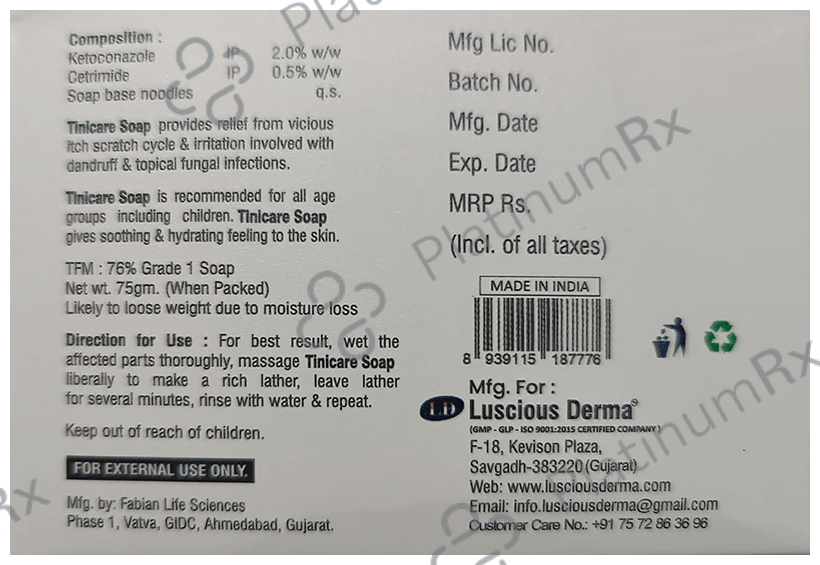 Composition :
Ketoconazole IP 2.0% w/w
Cetrimide IP 0.5% w/w
Soap base noodles q.s.
Tinicare Soap provides relief from vicious
itch scratch cycle & irritation involved with
dandruff & topical fungal infections.
Tinicare Soap is recommended for all age
groups including children. Tinicare Soap
gives soothing & hydrating feeling to the skin.
TFM : 76% Grade 1 Soap
Net wt. 75gm. (When Packed)
Likely to loose weight due to moisture loss
Direction for Use : For best result, wet the
affected parts thoroughly, massage Tinicare Soap
liberally to make a rich lather, leave lather
for several minutes, rinse with water & repeat.
Keep out of reach of children.
FOR EXTERNAL USE ONLY.
Mfg. by: Fabian Life Sciences
Phase 1, Vatva, GIDC, Ahmedabad, Gujarat.
Mfg Lic No.
Batch No.
Mfg. Date
Exp. Date
MRP Rs.
(Incl. of all taxes)
MADE IN INDIA
8 939115 187776
Mfg. For :
LD Luscious Derma™
(GMP - GLP - ISO 9001:2015 CERTIFIED COMPANY)
F-18, Kevison Plaza,
Savgadh-383220 (Gujarat)
Web: www.lusciousderma.com
Email: info.lusciousderma@gmail.com
Customer Care No.: +91 75 72 86 36 96
PlatinumRx
PlatinumRx
Platinum
Rx